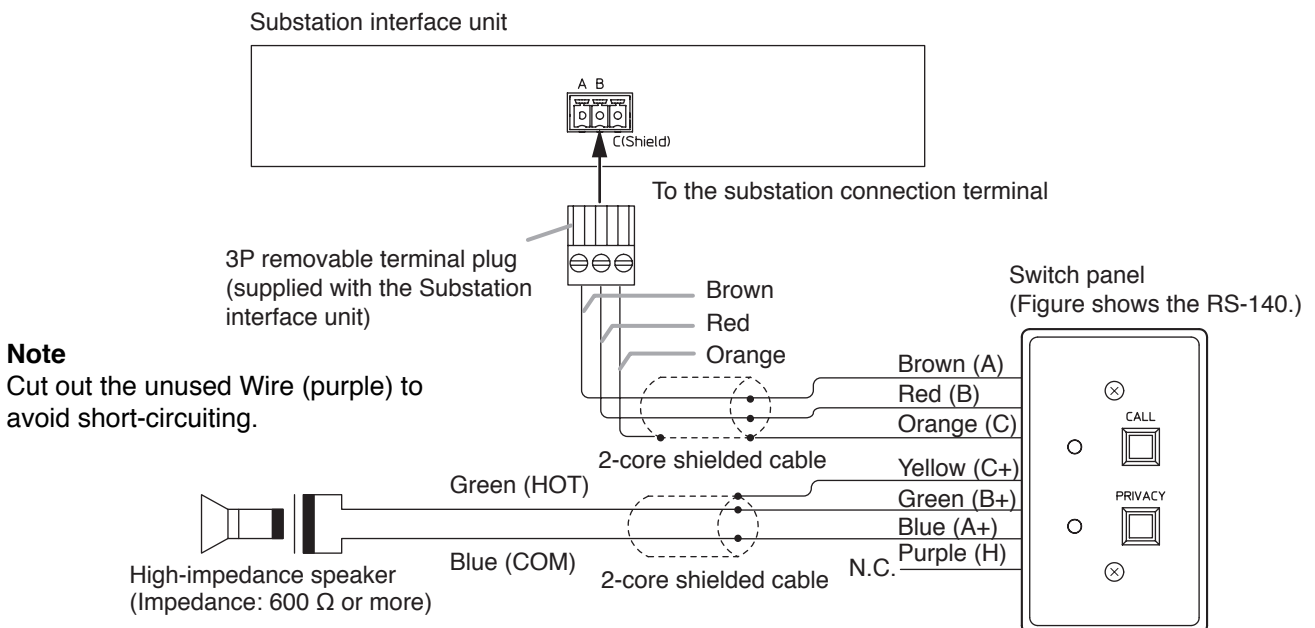 Substation interface unit
A B
C(Shield)
To the substation connection terminal
3P removable terminal plug
(supplied with the Substation
interface unit)
Brown
Red
Orange
Switch panel
(Figure shows the RS-140.)
Note
Cut out the unused Wire (purple) to
avoid short-circuiting.
Brown (A)
Red (B)
Orange (C)
CALL
2-core shielded cable
Yellow (C+)
Green (HOT)
Green (B+)
PRIVACY
Blue (A+)
Blue (COM)
Purple (H)
N.C.
2-core shielded cable
High-impedance speaker
(Impedance: 600 Ω or more)